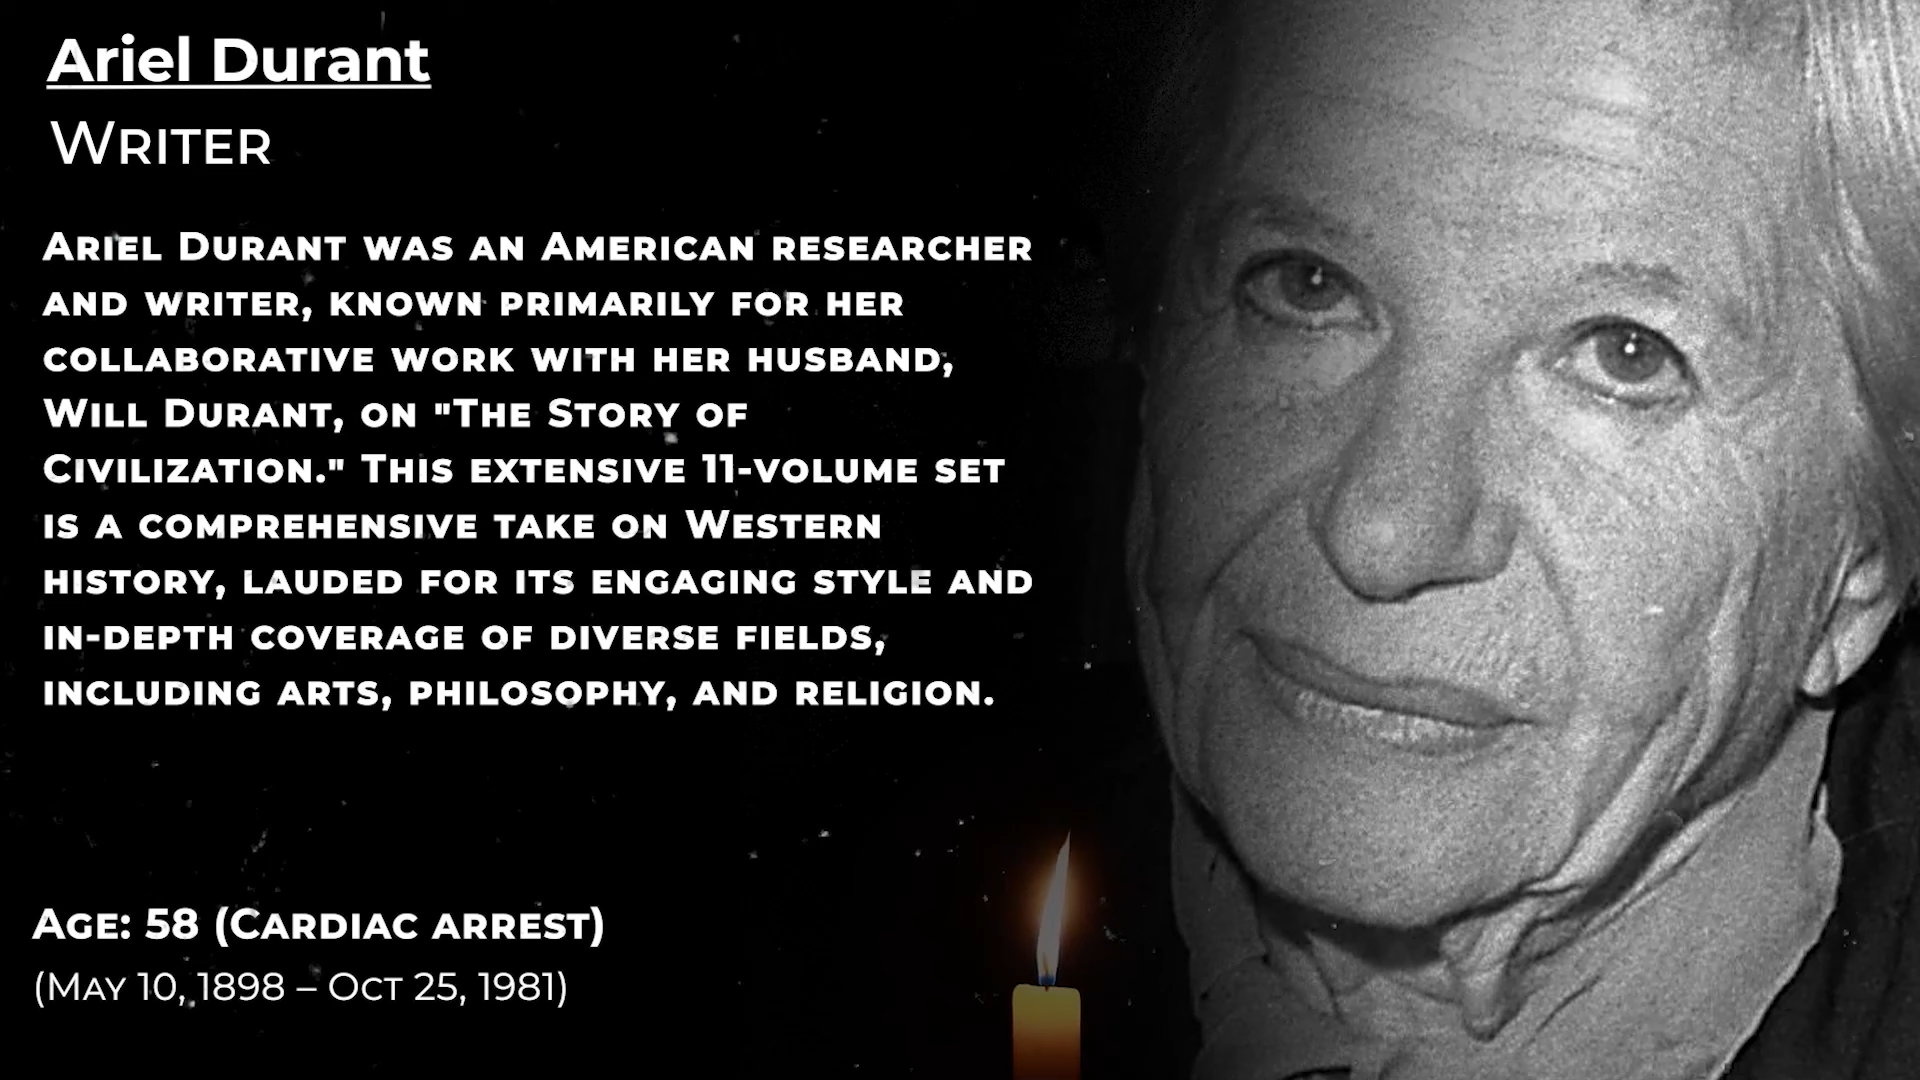 Ariel Durant
Writer
Ariel Durant was an American researcher
and writer, known primarily for her
collaborative work with her husband,
Will Durant, on "The Story of
Civilization." This extensive 11-volume set
is a comprehensive take on Western
history, lauded for its engaging style and
in-depth coverage of diverse fields,
including arts, philosophy, and religion.
Age: 58 (Cardiac arrest)
(May 10, 1898 – Oct 25, 1981)